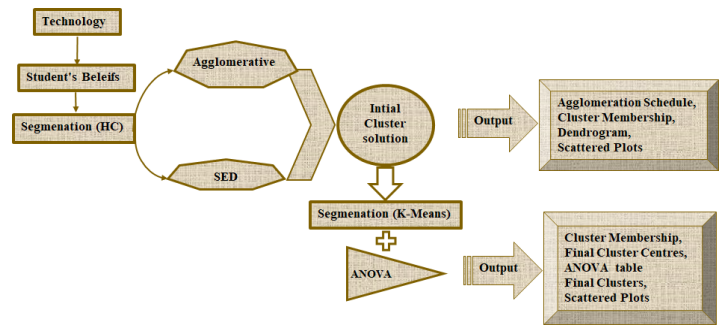 Technology
Student's Beleifs
Segmenation (HC)
Agglomerative
SED
Intial
Cluster
solution
Output
Agglomeration Schedule,
Cluster Membership,
Dendrogram,
Scattered Plots
Segmenation (K-Means)
ANOVA
Output
Cluster Membership,
Final Cluster Centres,
ANOVA table
Final Clusters,
Scattered Plots